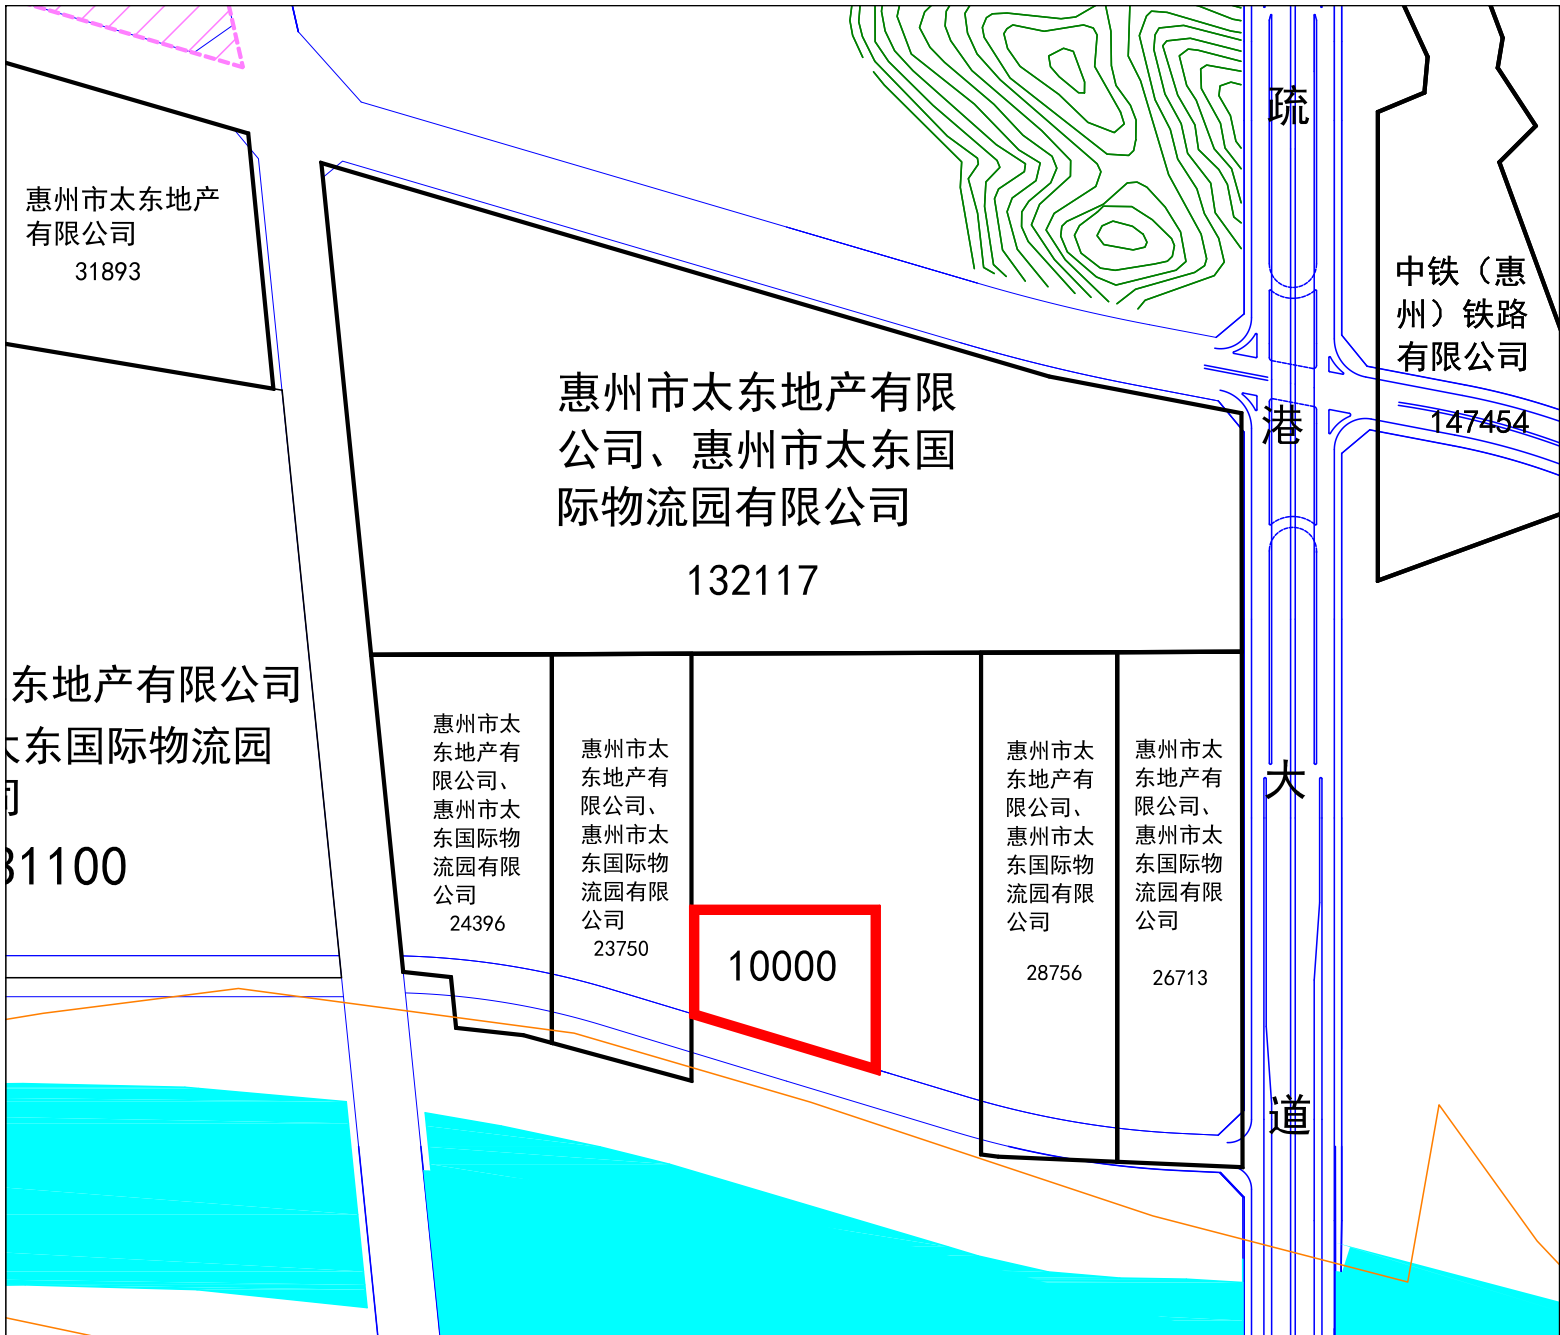 惠州市太东地产
有限公司
31893
惠州市太东地产有限
公司、惠州市太东国
际物流园有限公司
132117
中铁（惠
州）铁路
有限公司
147454
疏
港
大
道
东地产有限公司
东国际物流园
司
31100
惠州市太
东地产有
限公司、
惠州市太
东国际物
流园有限
公司
24396
惠州市太
东地产有
限公司、
惠州市太
东国际物
流园有限
公司
23750
10000
惠州市太
东地产有
限公司、
惠州市太
东国际物
流园有限
公司
28756
惠州市太
东地产有
限公司、
惠州市太
东国际物
流园有限
公司
26713